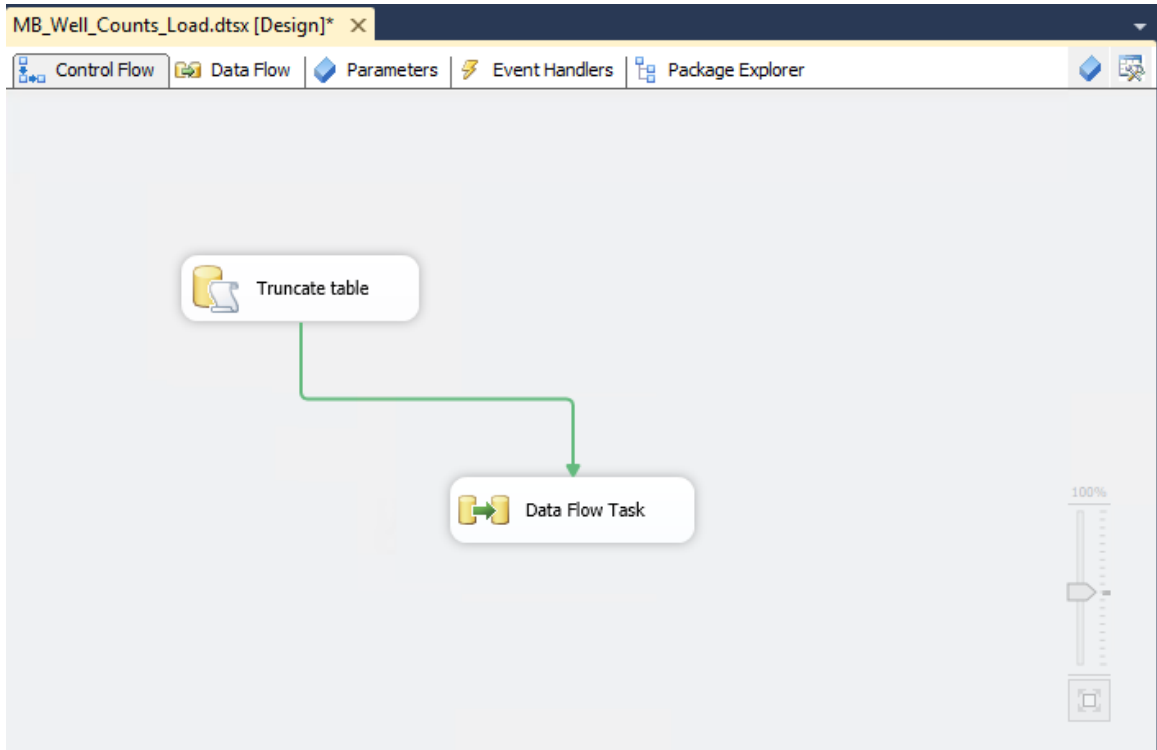 MB_Well_Counts_Load.dtsx [Design]*
Control Flow Data Flow Parameters Event Handlers Package Explorer
Truncate table
Data Flow Task
100%